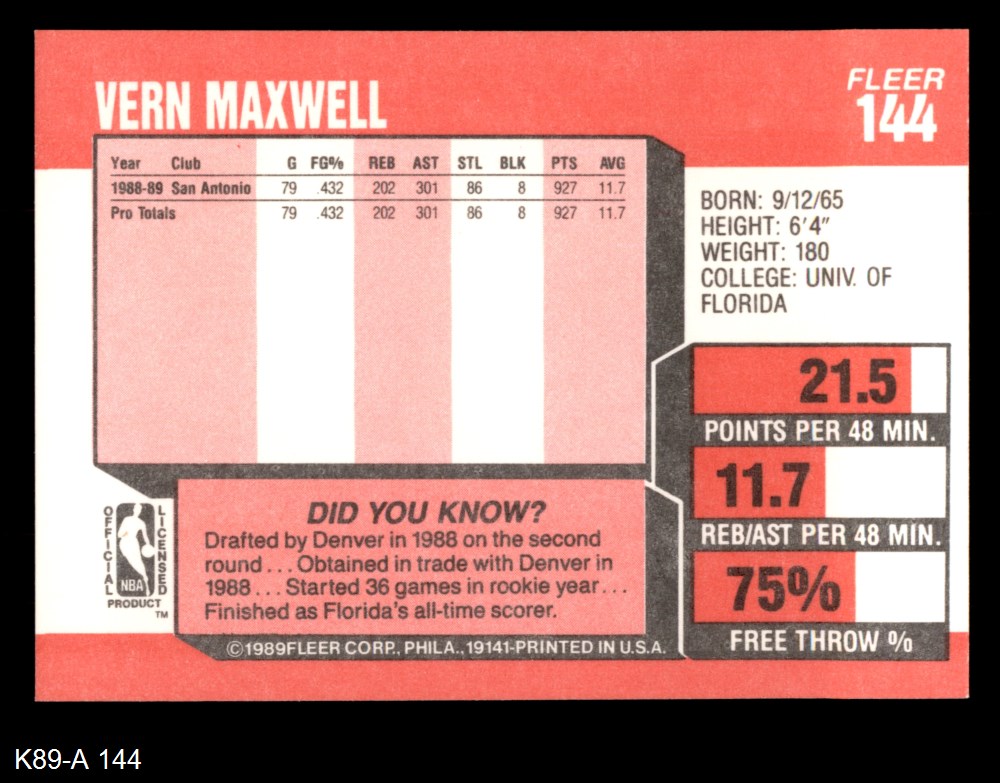 VERN MAXWELL
FLEER
144
Year Club G FG% REB AST STL BLK PTS AVG
1988-89 San Antonio 79 .432 202 301 86 8 927 11.7
Pro Totals 79 .432 202 301 86 8 927 11.7
BORN: 9/12/65
HEIGHT: 6'4"
WEIGHT: 180
COLLEGE: UNIV. OF
FLORIDA
21.5
POINTS PER 48 MIN.
11.7
REB/AST PER 48 MIN.
75%
FREE THROW %
OFFICIAL
LICENSED
NBA
PRODUCT
TM
DID YOU KNOW?
Drafted by Denver in 1988 on the second
round . . . Obtained in trade with Denver in
1988 . . . Started 36 games in rookie year . . .
Finished as Florida's all-time scorer.
©1989FLEER CORP., PHILA., 19141-PRINTED IN U.S.A.
K89-A 144